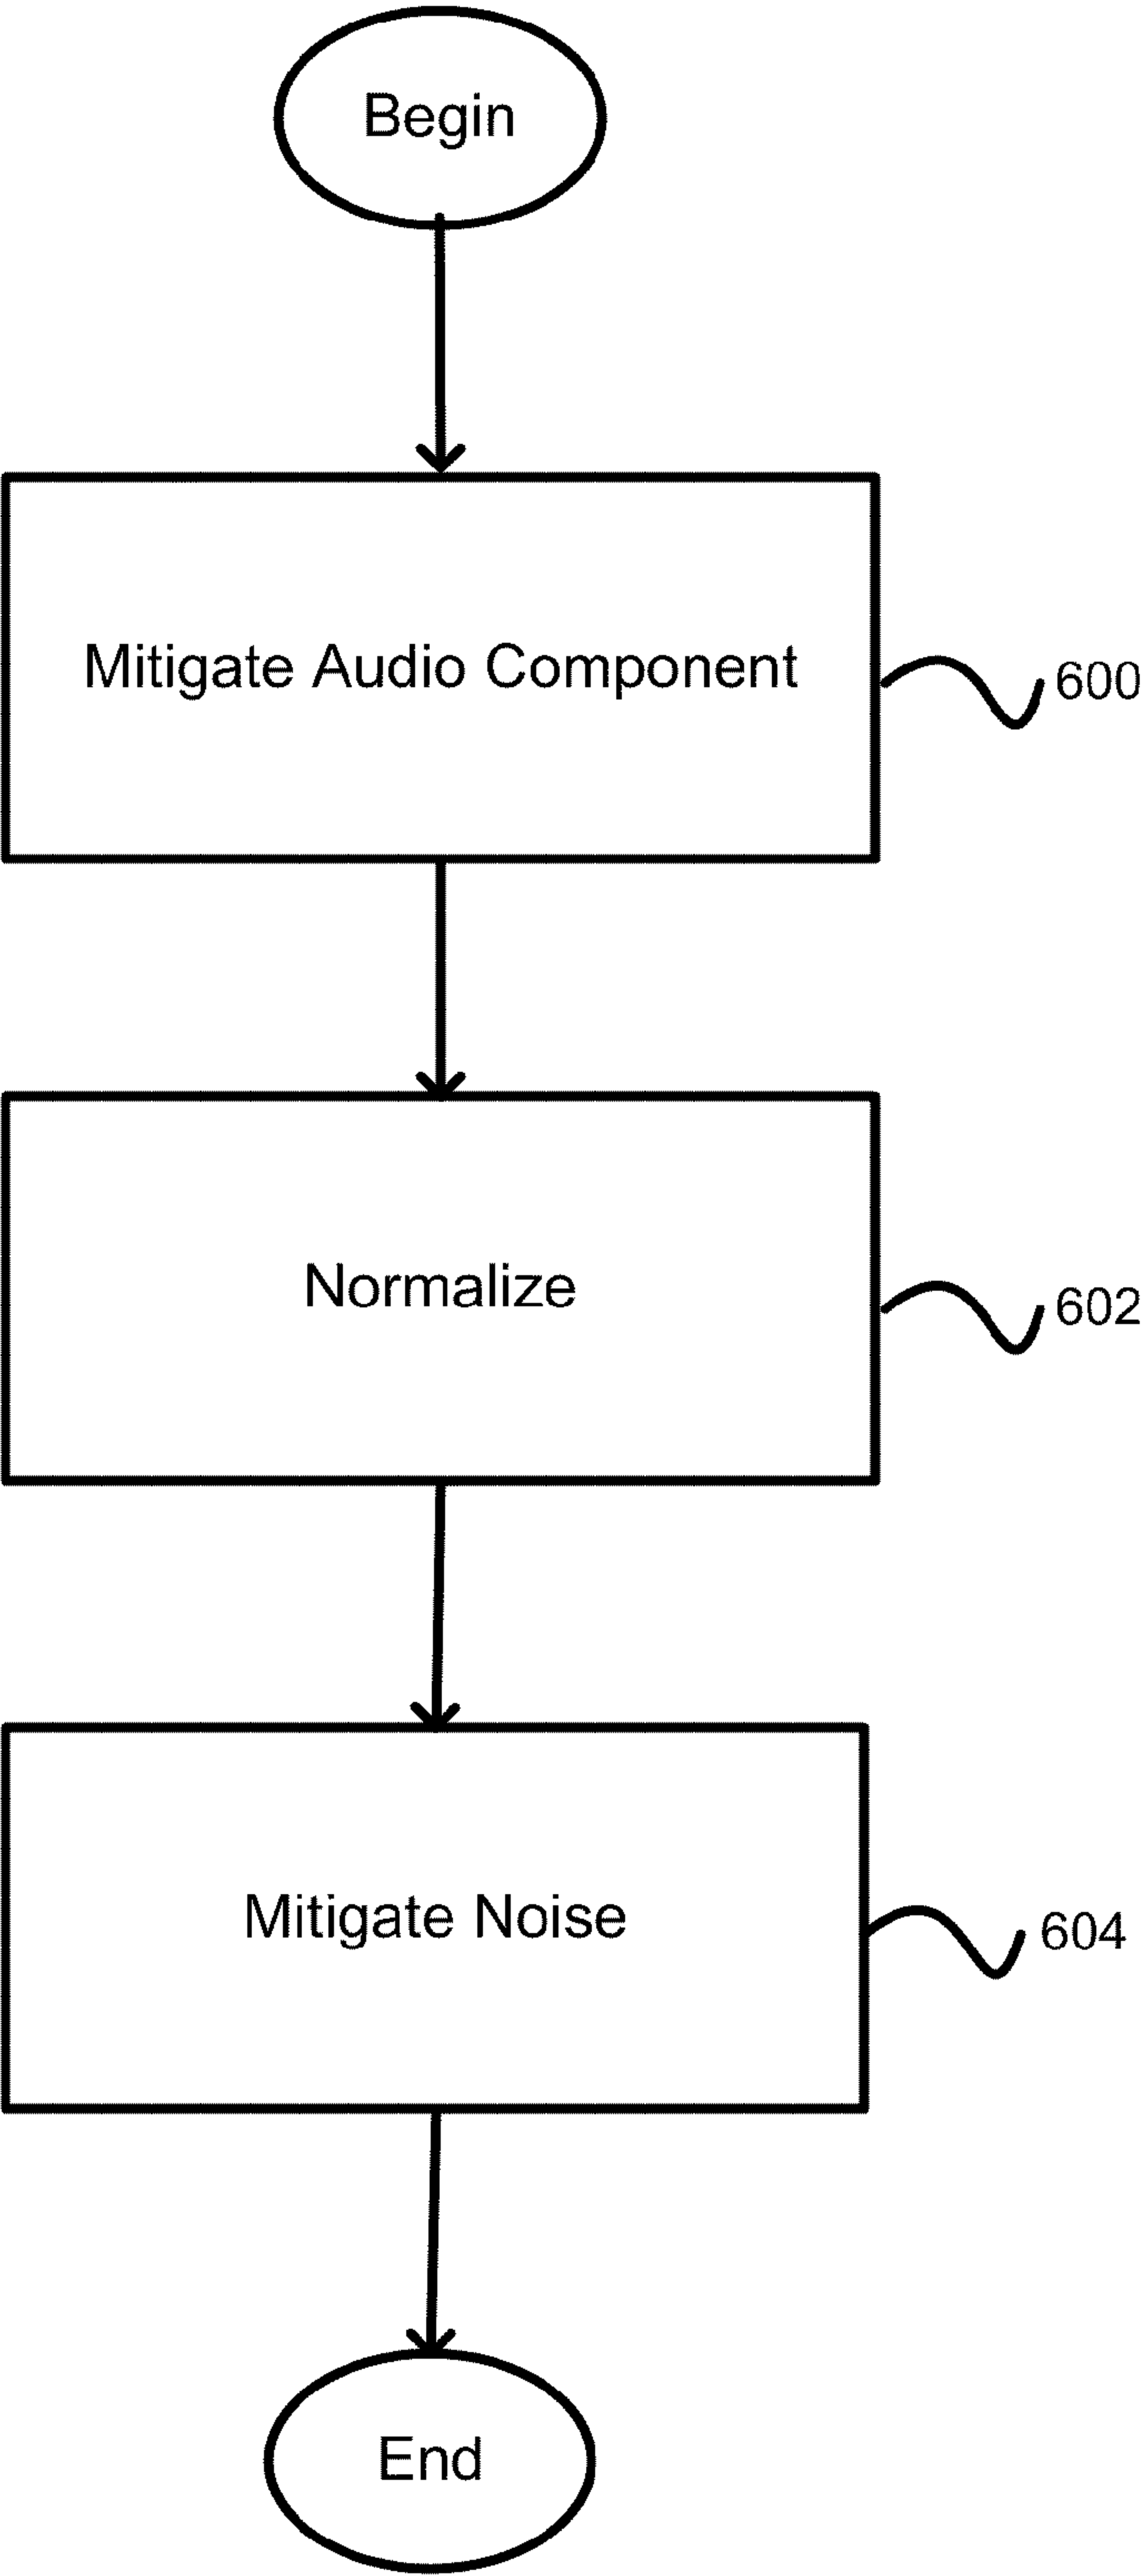 Begin
Mitigate Audio Component
600
Normalize
602
Mitigate Noise
604
End